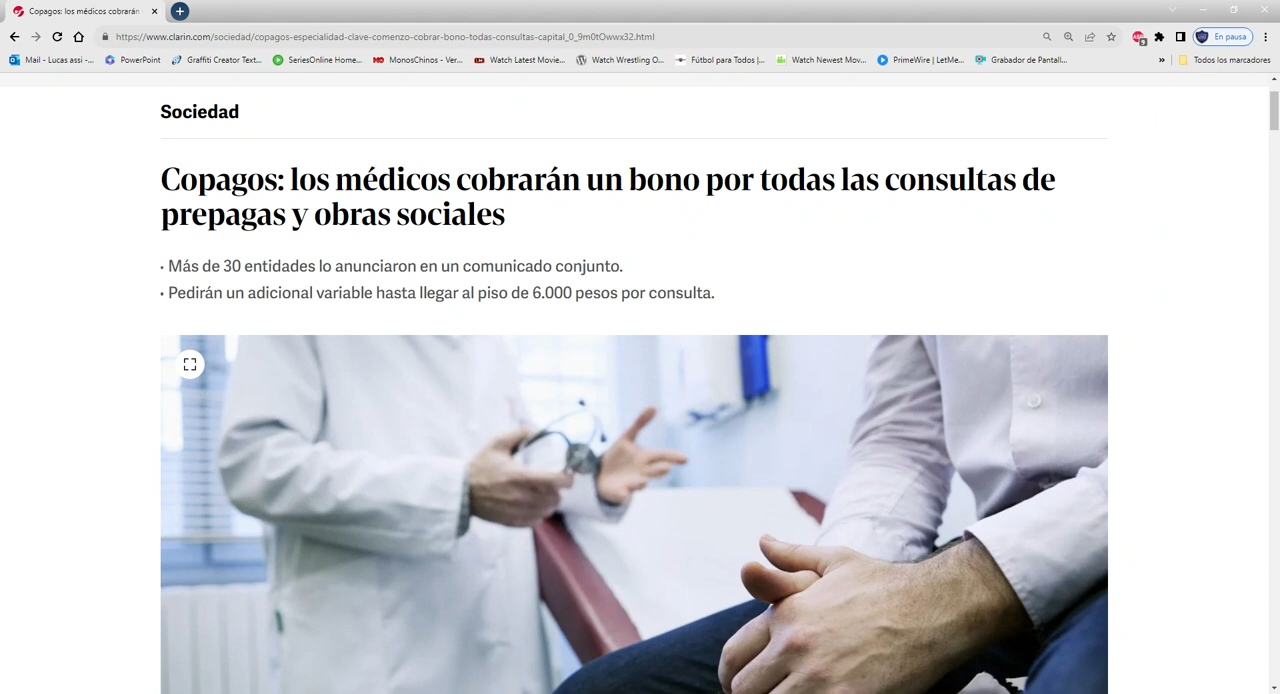 Copagos: los médicos cobrarán
https://www.clarin.com/sociedad/copagos-especialidad-clave-comenzo-cobrar-bono-todas-consultas-capital_0_9m0tOwwx32.html
ABP
9
En pausa
Mail - Lucas assi -...
PowerPoint
Graffiti Creator Text...
SeriesOnline Home...
MonosChinos - Ver...
Watch Latest Movie...
Watch Wrestling O...
Fútbol para Todos |...
Watch Newest Mov...
PrimeWire | LetMe...
Grabador de Pantall...
»
Todos los marcadores
Sociedad
Copagos: los médicos cobrarán un bono por todas las consultas de
prepagas y obras sociales
• Más de 30 entidades lo anunciaron en un comunicado conjunto.
• Pedirán un adicional variable hasta llegar al piso de 6.000 pesos por consulta.